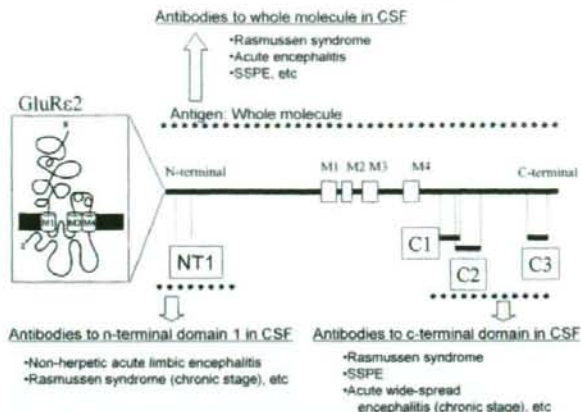 Antibodies to whole molecule in CSF
•Rasmussen syndrome
•Acute encephalitis
•SSPE, etc
GluRε2
Antigen: Whole molecule
N-terminal
M1 M2 M3 M4
C-terminal
M1 M3 M4
NT1
C1
C2
C3
Antibodies to n-terminal domain 1 in CSF
•Non-herpetic acute limbic encephalitis
•Rasmussen syndrome (chronic stage), etc
Antibodies to c-terminal domain in CSF
•Rasmussen syndrome
•SSPE
•Acute wide-spread
encephalitis (chronic stage), etc